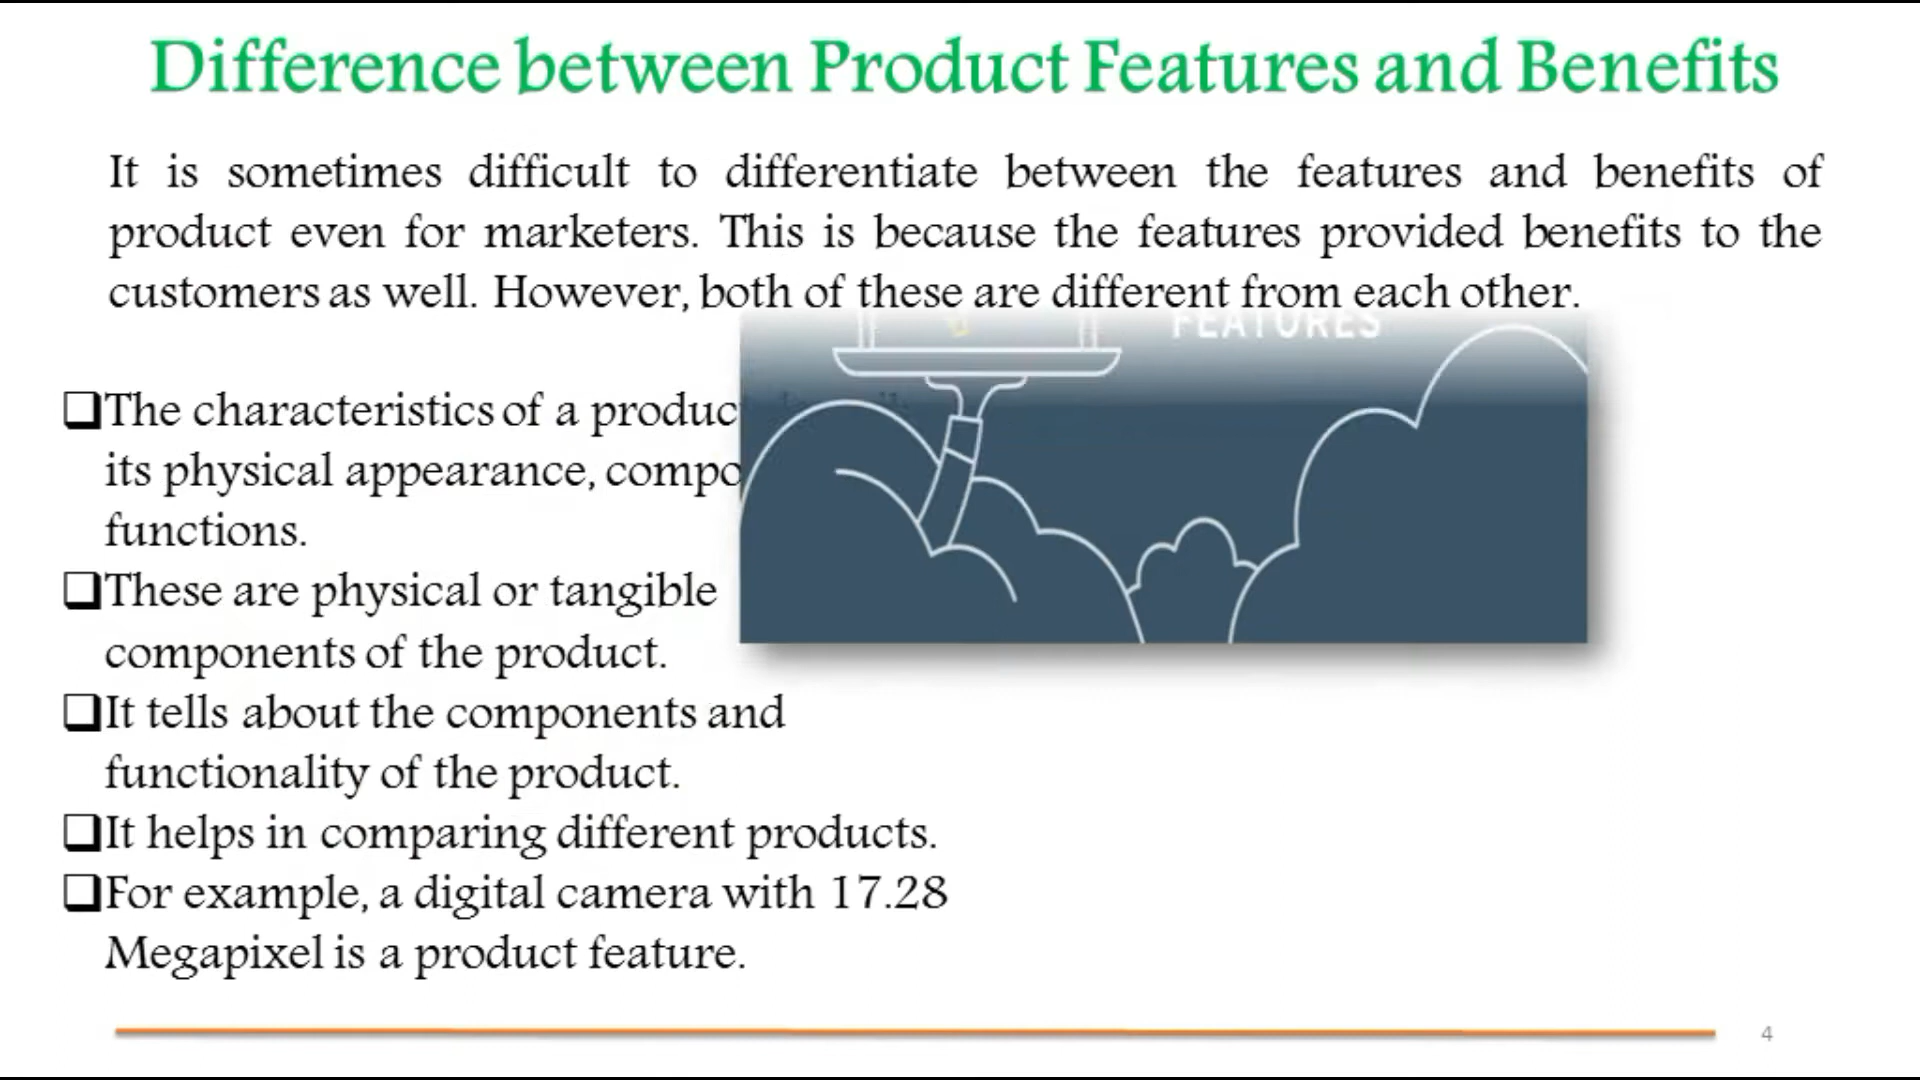 Difference between Product Features and Benefits
It is sometimes difficult to differentiate between the features and benefits of
product even for marketers. This is because the features provided benefits to the
customers as well. However, both of these are different from each other.
FEATURES
❑The characteristics of a produc
its physical appearance, compo
functions.
❑These are physical or tangible
components of the product.
❑It tells about the components and
functionality of the product.
❑It helps in comparing different products.
❑For example, a digital camera with 17.28
Megapixel is a product feature.
4